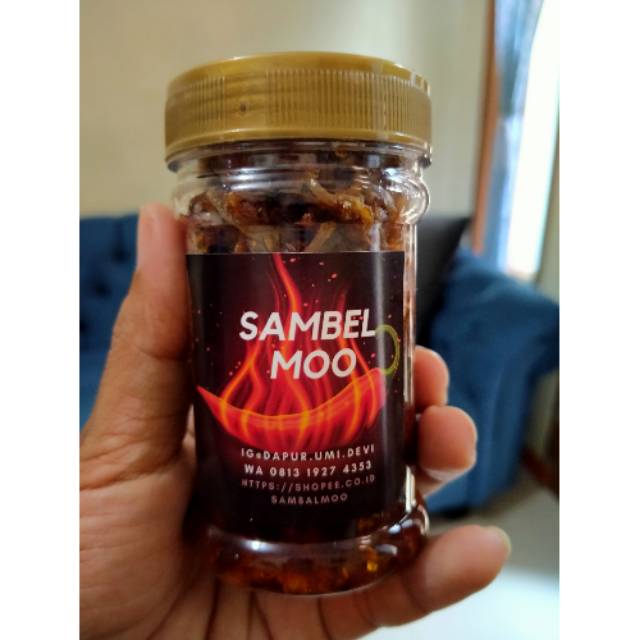 SAMBEL
MOO
IG@DAPUR.UMI.DEVI
WA 0813 1927 4353
HTTPS://SHOPEE.CO.ID
SAMBALMOO